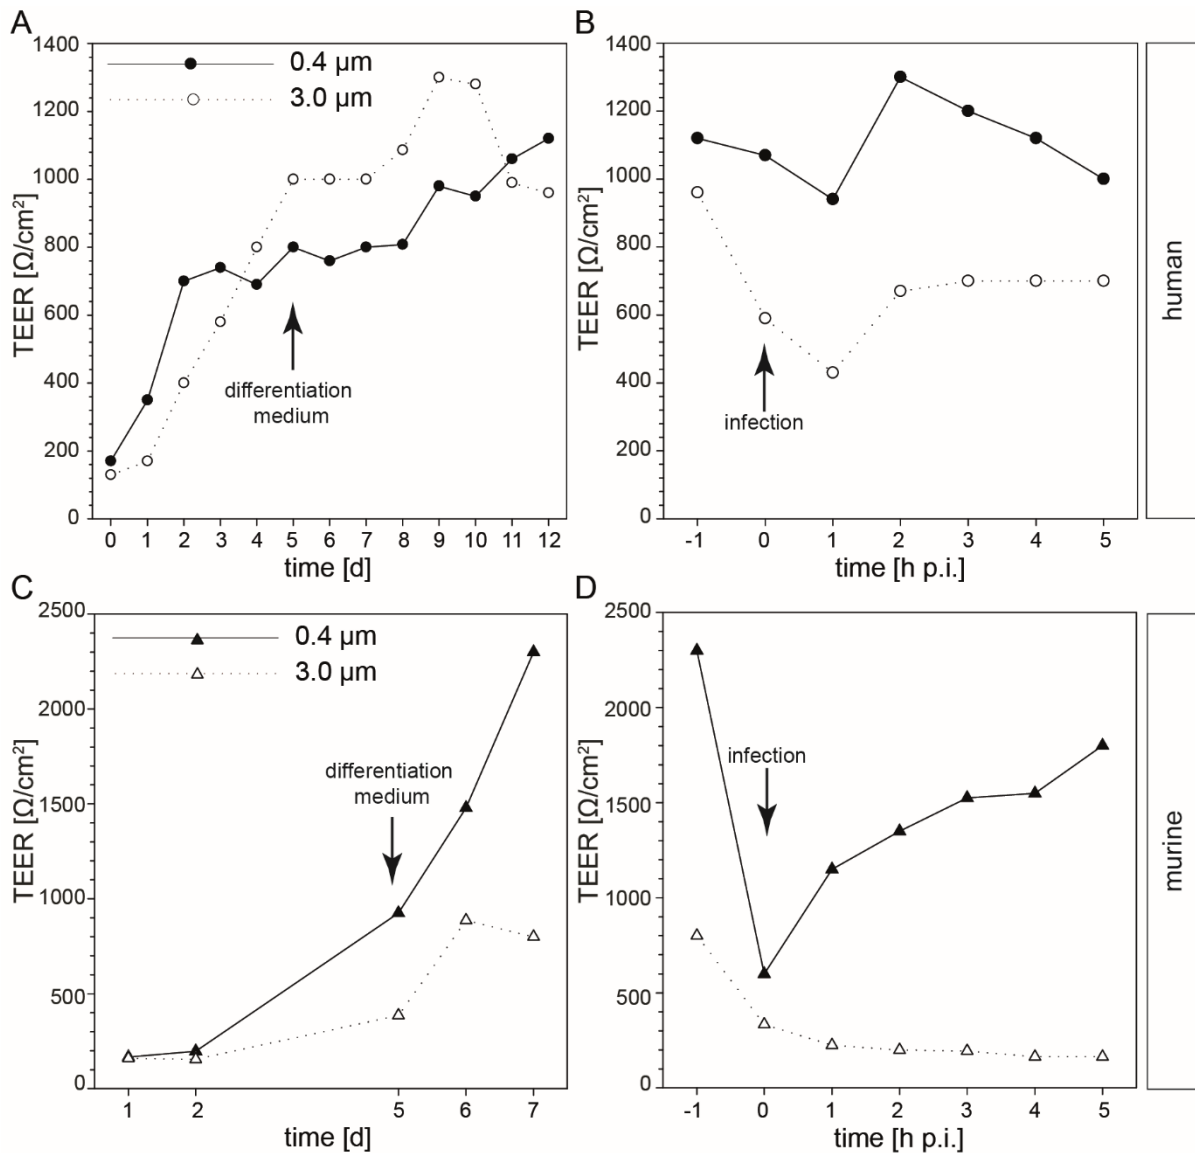 A
1400
1200
1000
800
600
400
200
0
TEER [Ω/cm²]
0.4 µm
3.0 µm
differentiation
medium
0 1 2 3 4 5 6 7 8 9 10 11 12
time [d]
B
1400
1200
1000
800
600
400
200
0
TEER [Ω/cm²]
infection
-1 0 1 2 3 4 5
time [h p.i.]
human
C
2500
2000
1500
1000
500
0
TEER [Ω/cm²]
0.4 µm
3.0 µm
differentiation
medium
1 2 5 6 7
time [d]
D
2500
2000
1500
1000
500
0
TEER [Ω/cm²]
infection
-1 0 1 2 3 4 5
time [h p.i.]
murine